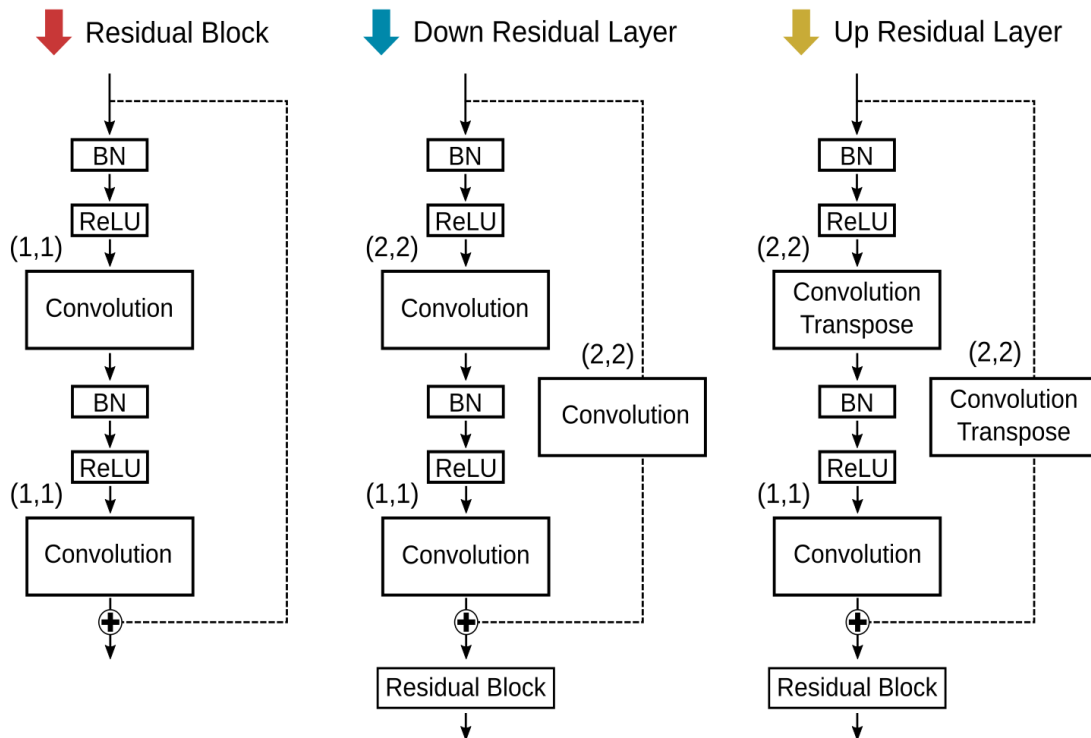 Residual Block
BN
ReLU
(1,1)
Convolution
BN
ReLU
(1,1)
Convolution
Down Residual Layer
BN
ReLU
(2,2)
Convolution
(2,2)
Convolution
BN
ReLU
(1,1)
Convolution
Residual Block
Up Residual Layer
BN
ReLU
(2,2)
Convolution
Transpose
(2,2)
Convolution
Transpose
BN
ReLU
(1,1)
Convolution
Residual Block